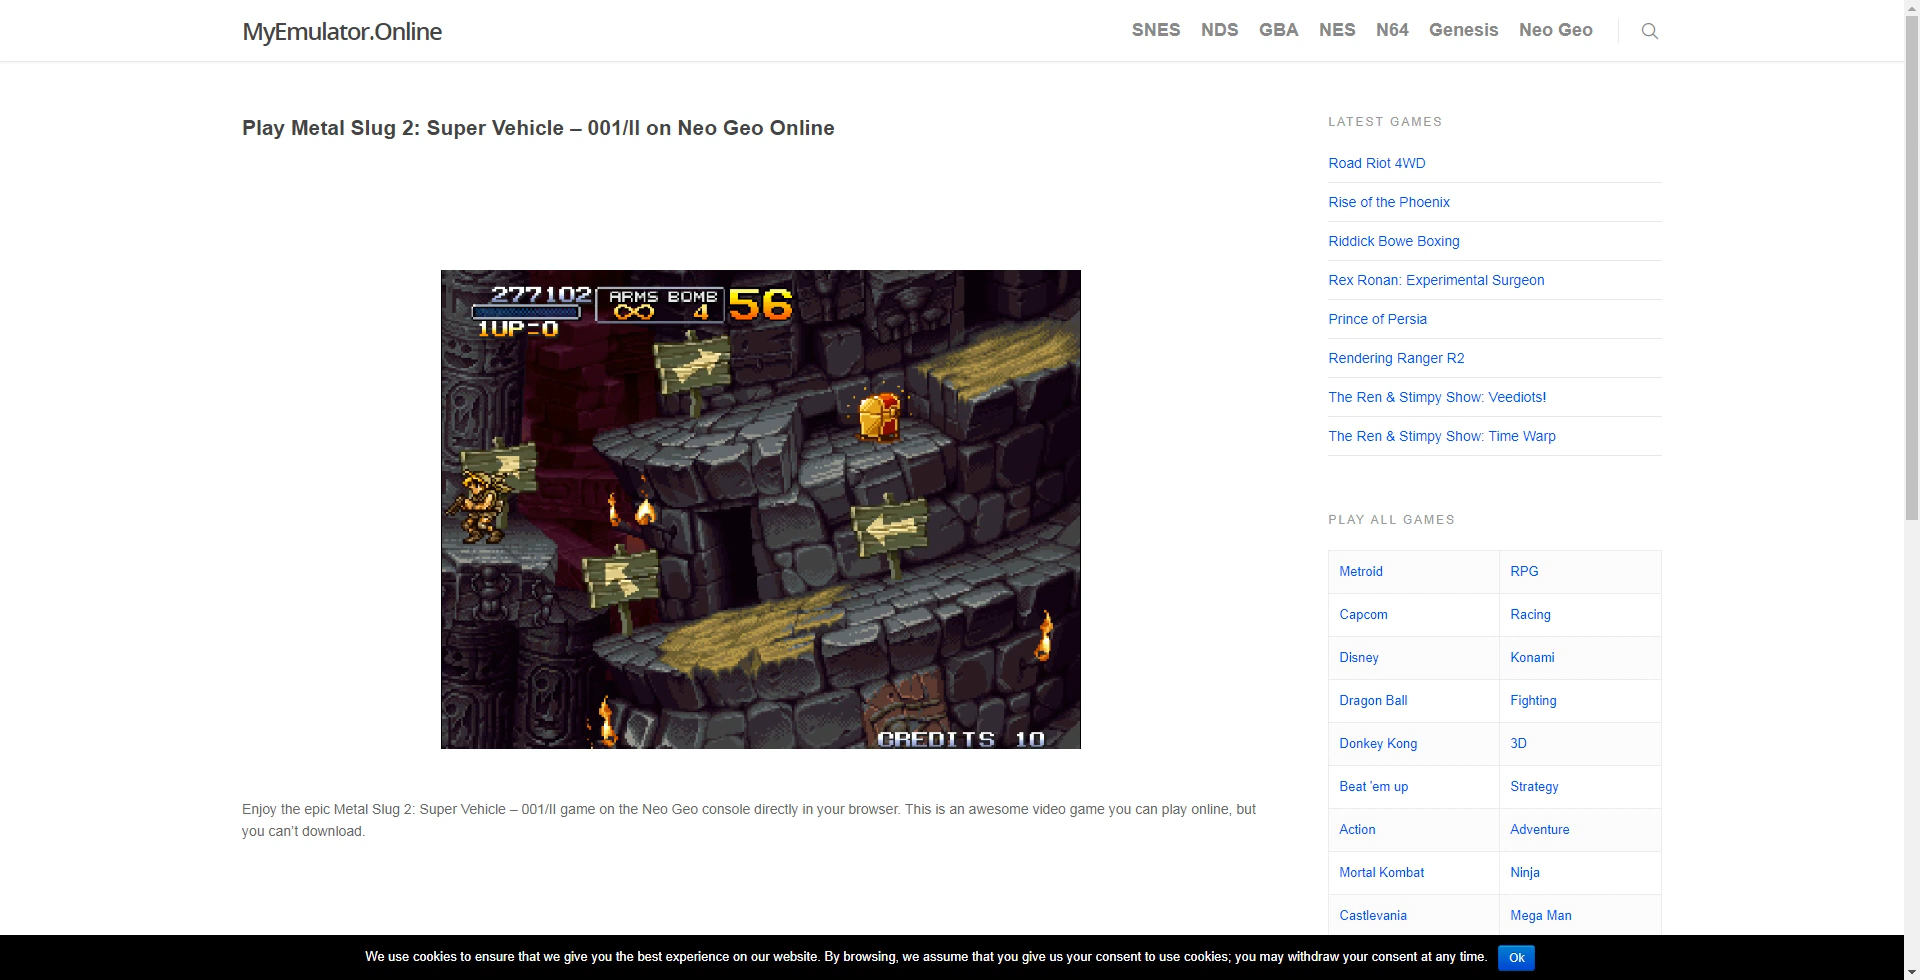 MyEmulator.Online
SNES NDS GBA NES N64 Genesis Neo Geo
Play Metal Slug 2: Super Vehicle – 001/II on Neo Geo Online
277102
ARMS BOMB
∞ 4
56
1UP=0
CREDITS 10
Enjoy the epic Metal Slug 2: Super Vehicle – 001/II game on the Neo Geo console directly in your browser. This is an awesome video game you can play online, but
you can't download.
LATEST GAMES
Road Riot 4WD
Rise of the Phoenix
Riddick Bowe Boxing
Rex Ronan: Experimental Surgeon
Prince of Persia
Rendering Ranger R2
The Ren & Stimpy Show: Veediots!
The Ren & Stimpy Show: Time Warp
PLAY ALL GAMES
Metroid RPG
Capcom Racing
Disney Konami
Dragon Ball Fighting
Donkey Kong 3D
Beat 'em up Strategy
Action Adventure
Mortal Kombat Ninja
Castlevania Mega Man
We use cookies to ensure that we give you the best experience on our website. By browsing, we assume that you give us your consent to use cookies; you may withdraw your consent at any time. Ok